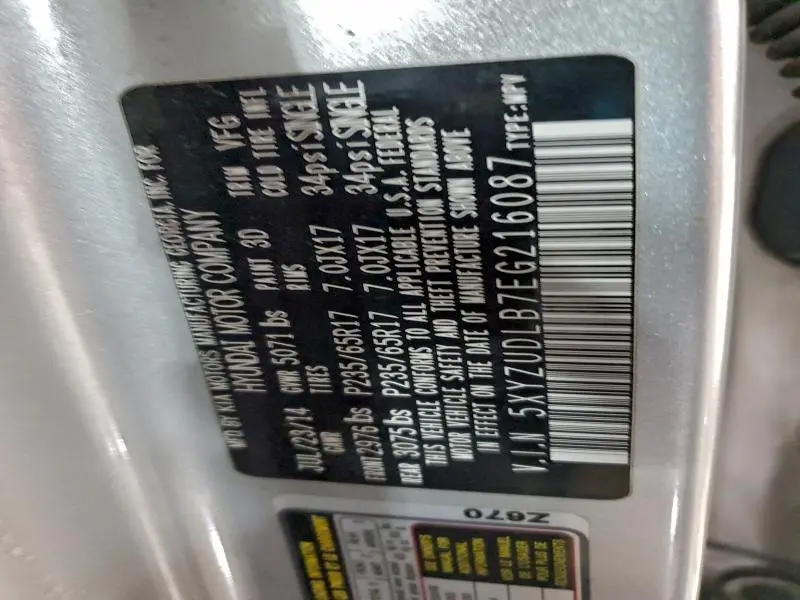 MFD BY KIA MOTORS MANUFACTURING GEORGIA, INC. FOR
HYUNDAI MOTOR COMPANY
JUL/23/14 GVWR 5071 lbs PAINT 3D TRIM VFG
GAWR TIRES RIMS COLD TIRE INFL
FRONT 2976 lbs P235/65R17 7.0JX17 34psi SINGLE
REAR 3075 lbs P235/65R17 7.0JX17 34psi SINGLE
THIS VEHICLE CONFORMS TO ALL APPLICABLE U.S.A. FEDERAL
MOTOR VEHICLE SAFETY AND THEFT PREVENTION STANDARDS
IN EFFECT ON THE DATE OF MANUFACTURE SHOWN ABOVE
V.I.N 5XYZUDLB7EG216087 TYPE:MPV
Z670